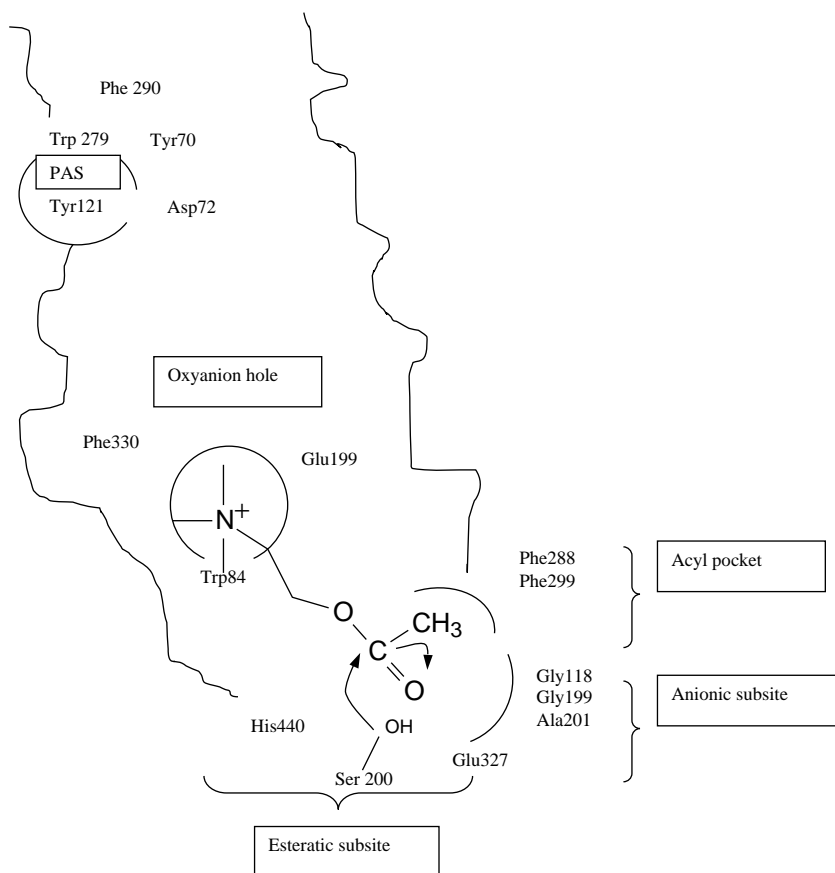 Phe 290
Trp 279 Tyr70
PAS
Tyr121 Asp72
Oxyanion hole
Phe330
Glu199
N+
Trp84
Phe288
Phe299
Acyl pocket
O
CH3
C
O
Gly118
Gly199
Ala201
Anionic subsite
His440
OH
Glu327
Ser 200
Esteratic subsite